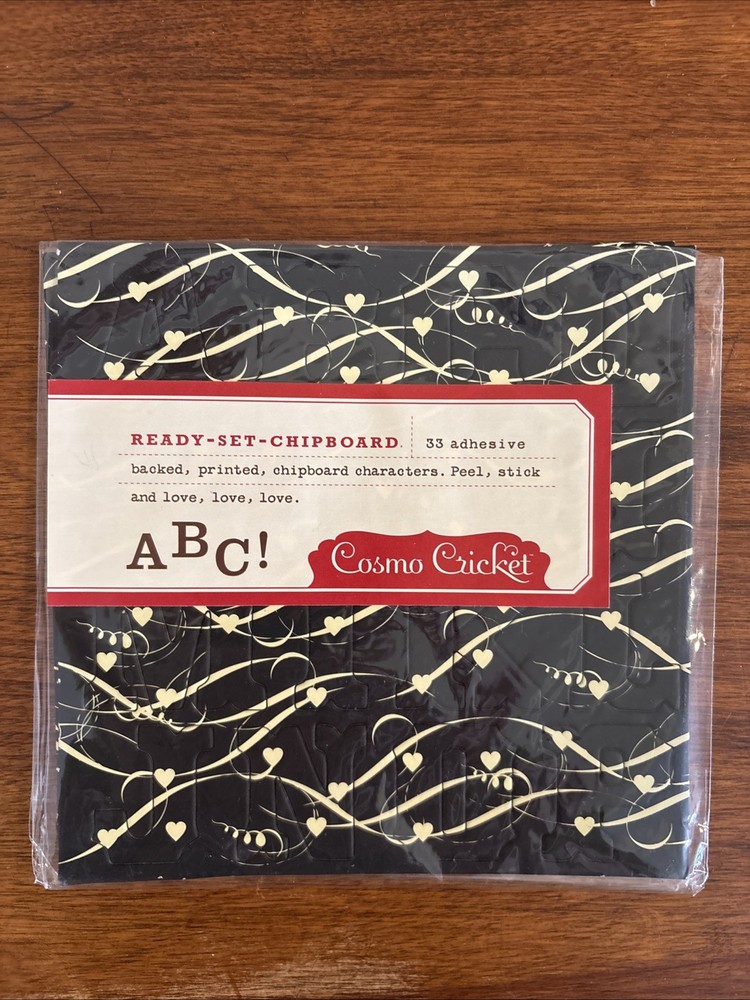 READY-SET-CHIPBOARD. 33 adhesive
backed, printed, chipboard characters. Peel, stick
and love, love, love.
ABC!
Cosmo Cricket